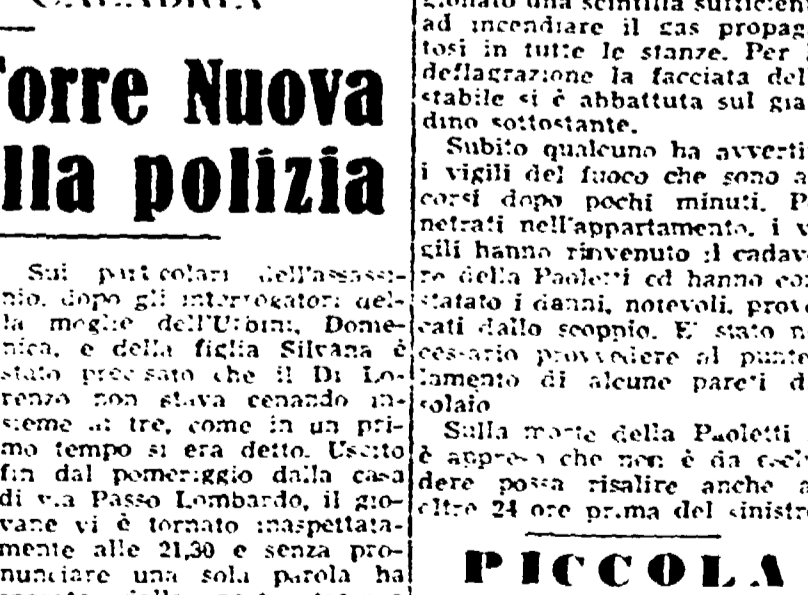 CALABRIA
Torre Nuova
lla polizia
Sui particolari dell'assassi-
nio, dopo gli interrogatori del-
la moglie dell'Urbini, Dome-
nica, e della figlia Silvana è
stato precisato che il Di Lo-
renzo non stava cenando in-
sieme ai tre, come in un pri-
mo tempo si era detto. Uscito
fin dal pomeriggio dalla casa
di via Passo Lombardo, il gio-
vane vi è tornato inaspettata-
mente alle 21,30 e senza pro-
nunciare una sola parola ha
una scintilla sufficien
ad incendiare il gas propag
tosi in tutte le stanze. Per
deflagrazione la facciata del
stabile si è abbattuta sul gia
dino sottostante.
Subito qualcuno ha avverti
i vigili del fuoco che sono a
corsi dopo pochi minuti. P
netrati nell'appartamento, i v
gili hanno rinvenuto il cadav
re della Paoletti ed hanno co
statato i danni, notevoli, prov
cati dallo scoppio. E' stato n
cessario provvedere al punte
lamento di alcune pareti d
solaio
Sulla morte della Paoletti
è appreso che non è da esclu
dere possa risalire anche a
oltre 24 ore prima del sinistro
PICCOLA